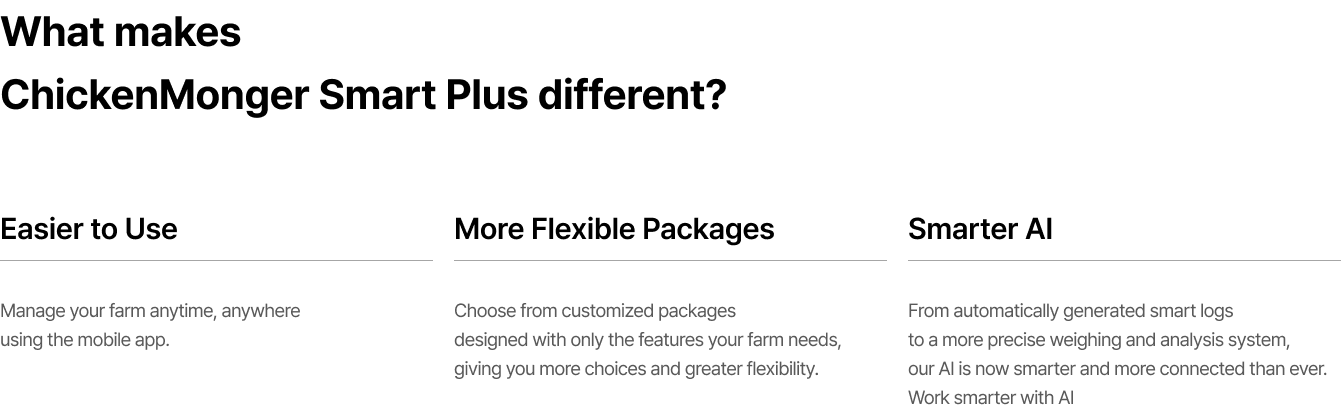 What makes
ChickenMonger Smart Plus different?
Easier to Use
Manage your farm anytime, anywhere
using the mobile app.
More Flexible Packages
Choose from customized packages
designed with only the features your farm needs,
giving you more choices and greater flexibility.
Smarter AI
From automatically generated smart logs
to a more precise weighing and analysis system,
our AI is now smarter and more connected than ever.
Work smarter with AI